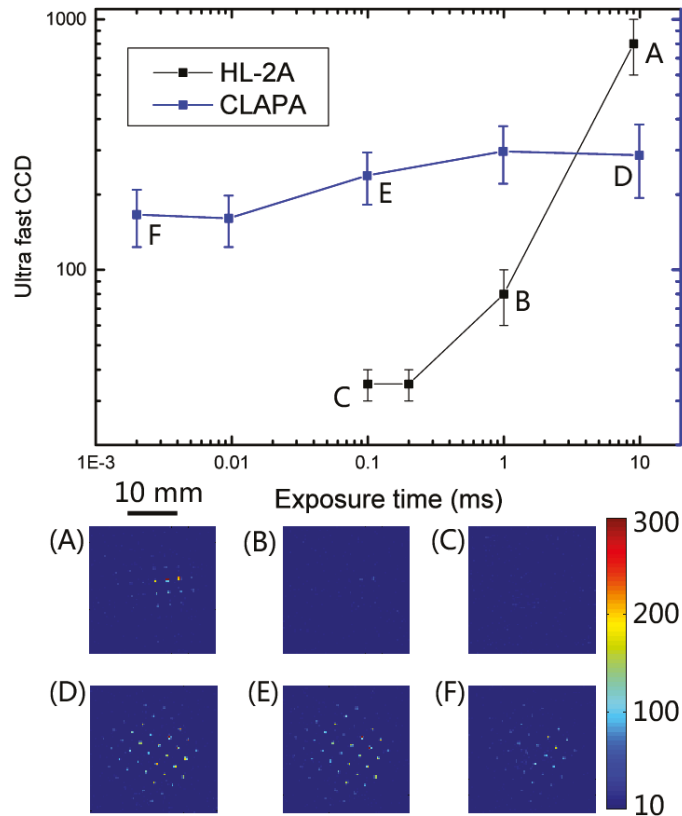 1000
HL-2A
CLAPA
A
D
E
F
B
C
100
Ultra fast CCD
1E-3 0.01 0.1 1 10
Exposure time (ms)
10 mm
(A) (B) (C)
(D) (E) (F)
300
200
100
10